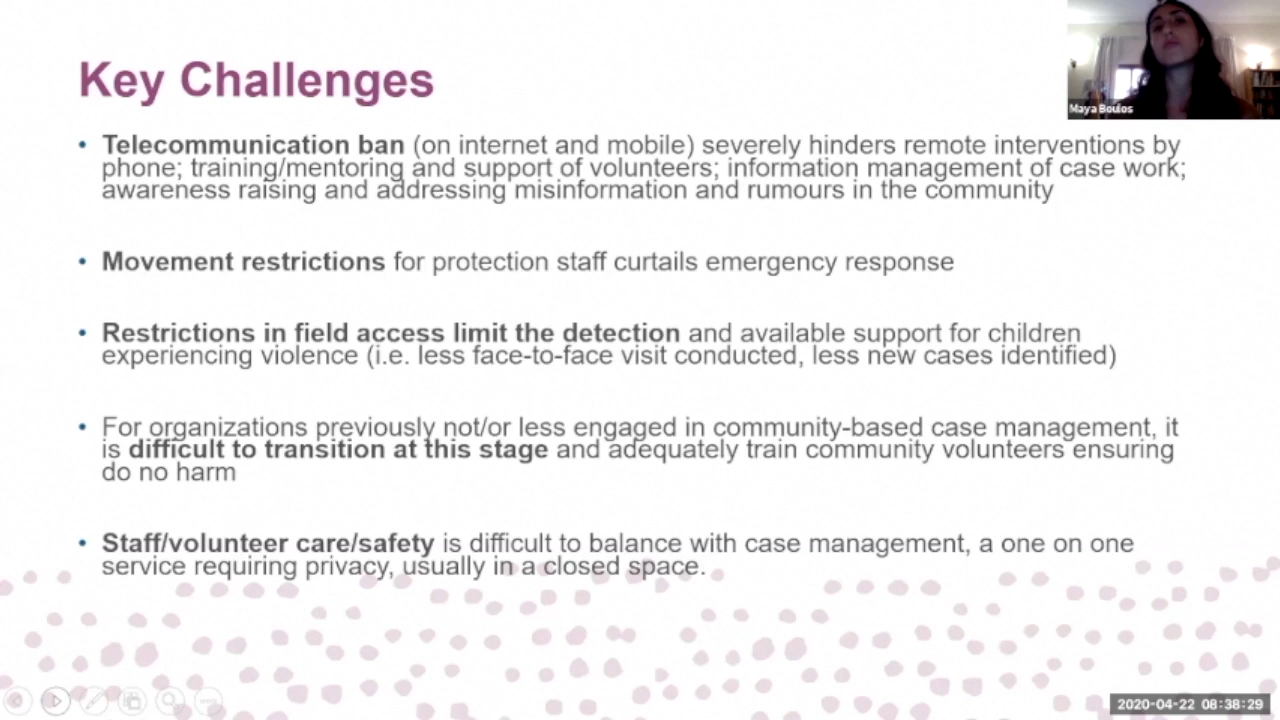 Key Challenges
Maya Boulos
• Telecommunication ban (on internet and mobile) severely hinders remote interventions by
phone; training/mentoring and support of volunteers; information management of case work;
awareness raising and addressing misinformation and rumours in the community
• Movement restrictions for protection staff curtails emergency response
• Restrictions in field access limit the detection and available support for children
experiencing violence (i.e. less face-to-face visit conducted, less new cases identified)
• For organizations previously not/or less engaged in community-based case management, it
is difficult to transition at this stage and adequately train community volunteers ensuring
do no harm
• Staff/volunteer care/safety is difficult to balance with case management, a one on one
service requiring privacy, usually in a closed space.
2020-04-22 08:38:29